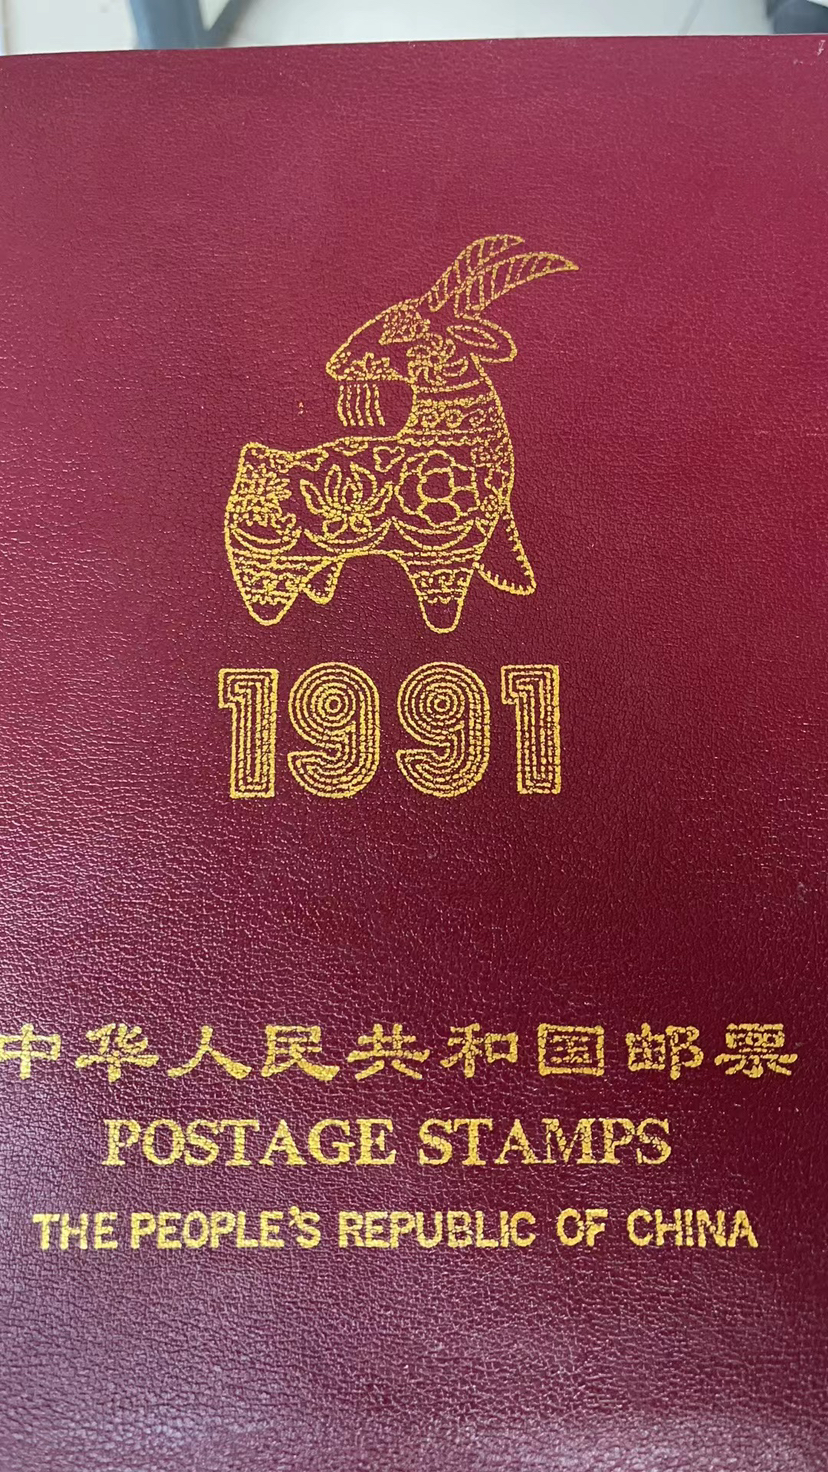 1991
中华人民共和国邮票
POSTAGE STAMPS
THE PEOPLE'S REPUBLIC OF CHINA